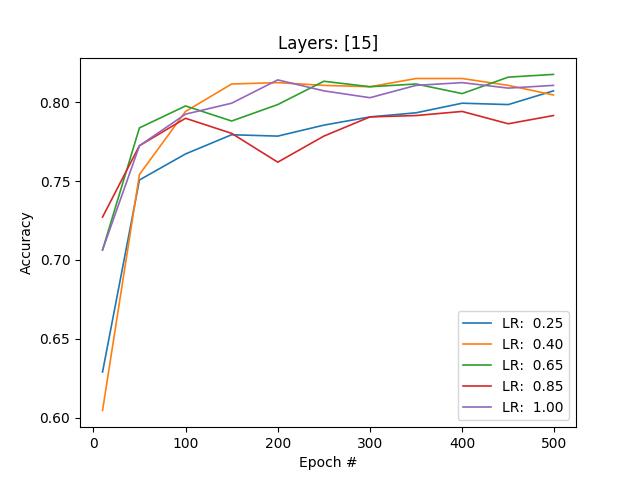 Layers: [15]
Accuracy
0.80
0.75
0.70
0.65
0.60
0
100
200
300
400
500
Epoch #
LR:  0.25
LR:  0.40
LR:  0.65
LR:  0.85
LR:  1.00